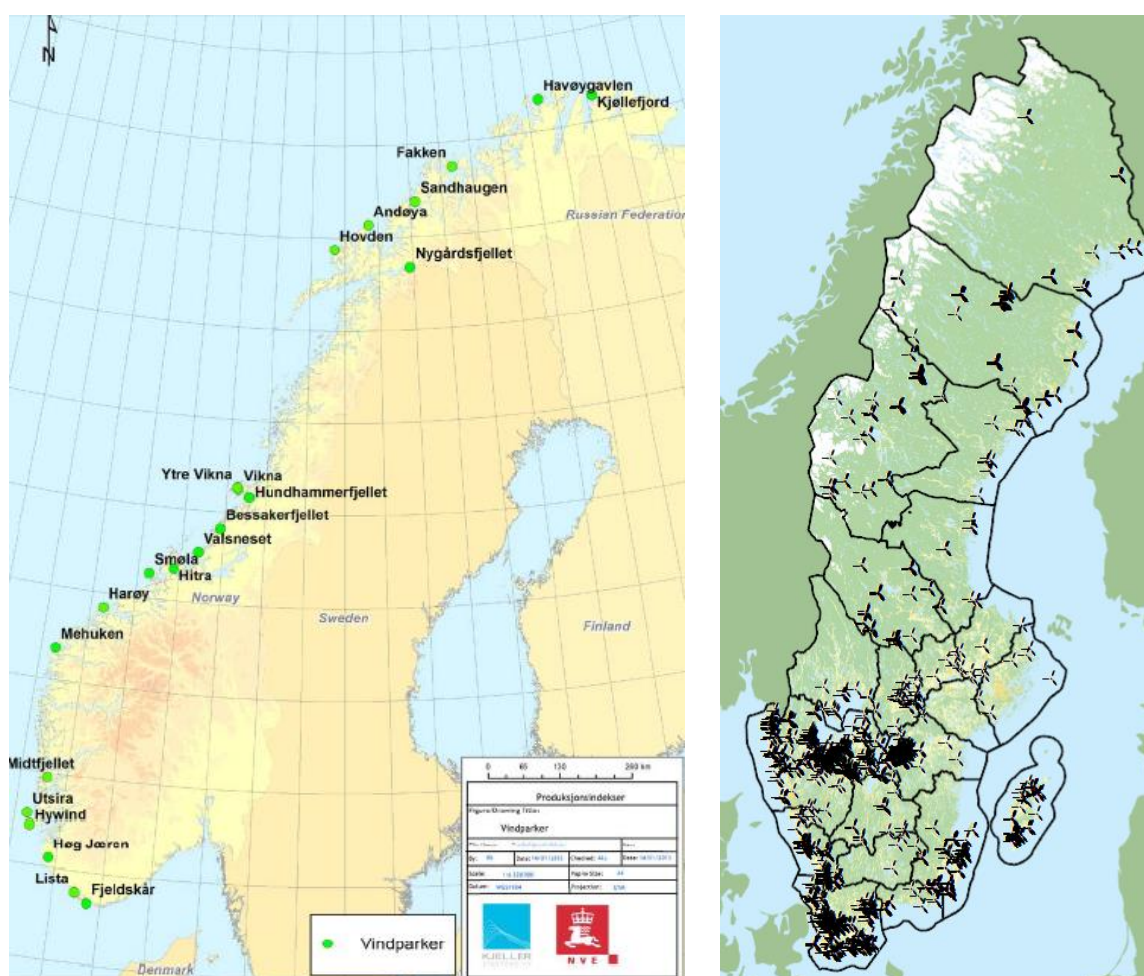 N
Havøygavlen
Kjøllefjord
Fakken
Sandhaugen
Andøya
Russian Federation
Hovden
Nygårdsfjellet
Ytre Vikna
Vikna
Hundhammerfjellet
Bessakerfjellet
Valsneset
Smøla
Hitra
Harøy
Norway
Sweden
Finland
Mehuken
Midtfjellet
Utsira
Hywind
Høg Jæren
Lista
Fjeldskår
Denmark
0 65 130 260 km
Produksjonsindekser
Vindparker
Vindparker
KJELLER
NVE